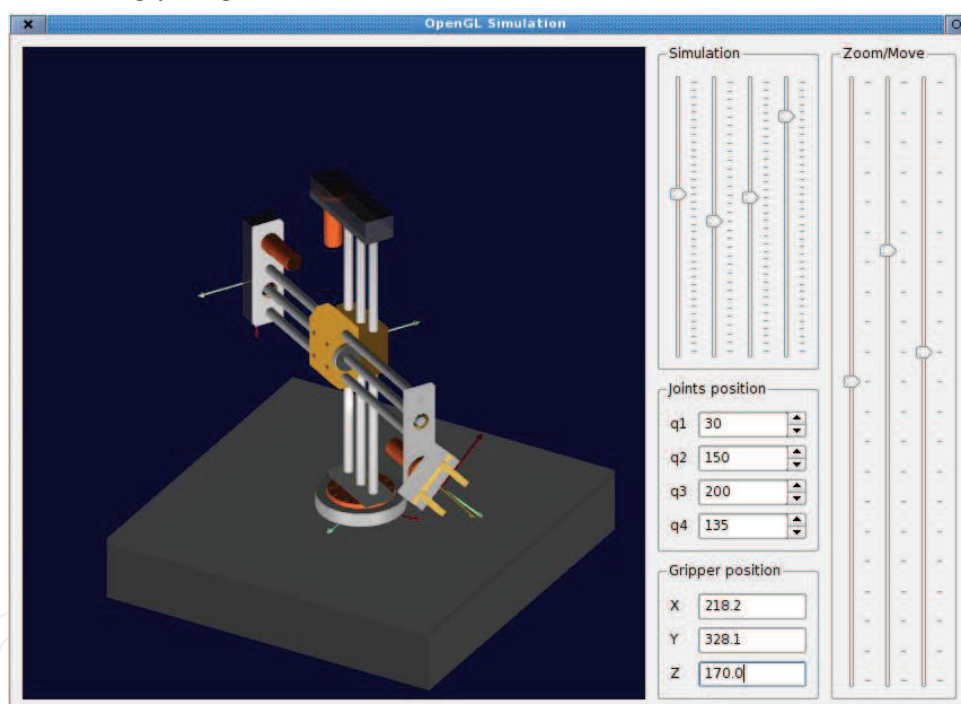 OpenGL Simulation
Simulation
Zoom/Move
Joints position
q1 30
q2 150
q3 200
q4 135
Gripper position
X 218.2
Y 328.1
Z 170.0